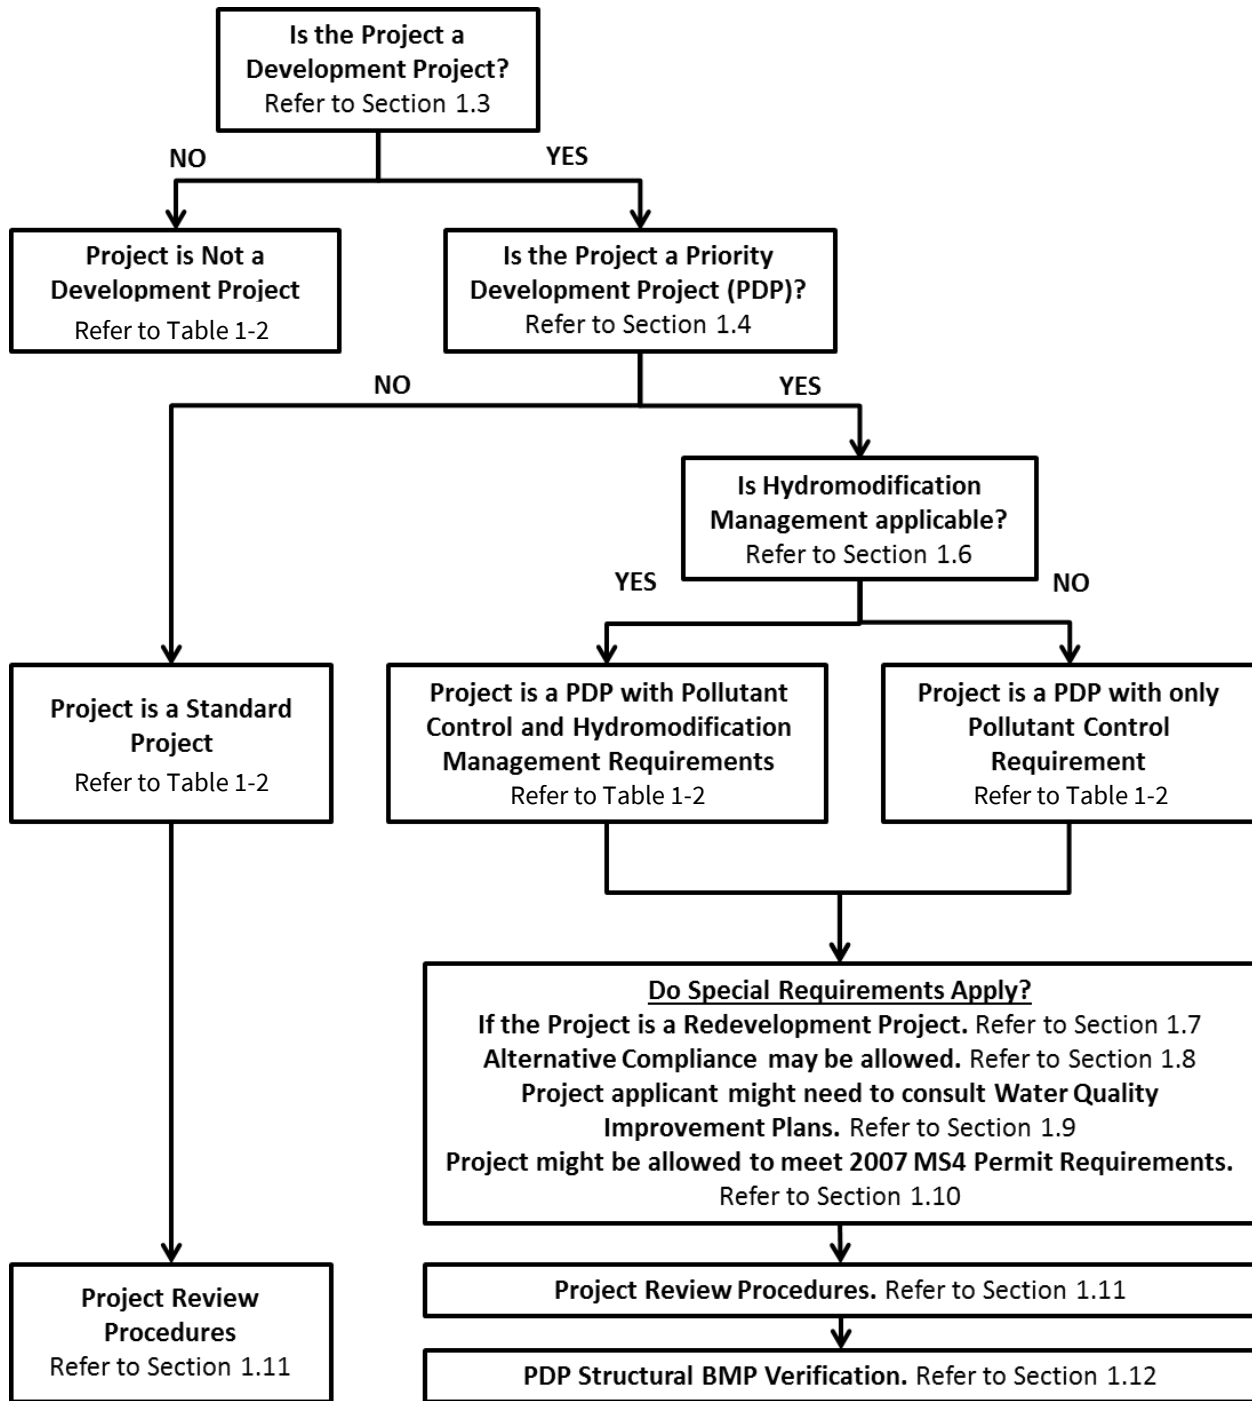 Is the Project a
Development Project?
Refer to Section 1.3
NO
YES
Project is Not a
Development Project
Refer to Table 1-2
Is the Project a Priority
Development Project (PDP)?
Refer to Section 1.4
NO
YES
Is Hydromodification
Management applicable?
Refer to Section 1.6
YES
NO
Project is a Standard
Project
Refer to Table 1-2
Project is a PDP with Pollutant
Control and Hydromodification
Management Requirements
Refer to Table 1-2
Project is a PDP with only
Pollutant Control
Requirement
Refer to Table 1-2
Do Special Requirements Apply?
If the Project is a Redevelopment Project. Refer to Section 1.7
Alternative Compliance may be allowed. Refer to Section 1.8
Project applicant might need to consult Water Quality
Improvement Plans. Refer to Section 1.9
Project might be allowed to meet 2007 MS4 Permit Requirements.
Refer to Section 1.10
Project Review
Procedures
Refer to Section 1.11
Project Review Procedures. Refer to Section 1.11
PDP Structural BMP Verification. Refer to Section 1.12